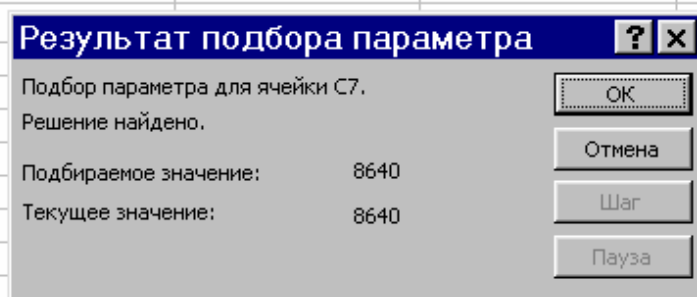 Результат подбора параметра
Подбор параметра для ячейки C7.
Решение найдено.
Подбираемое значение: 8640
Текущее значение: 8640
ОК
Отмена
Шаг
Пауза